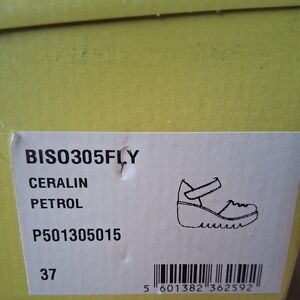 BISO305FLY
CERALIN
PETROL
P501305015
37
5 601382 362592